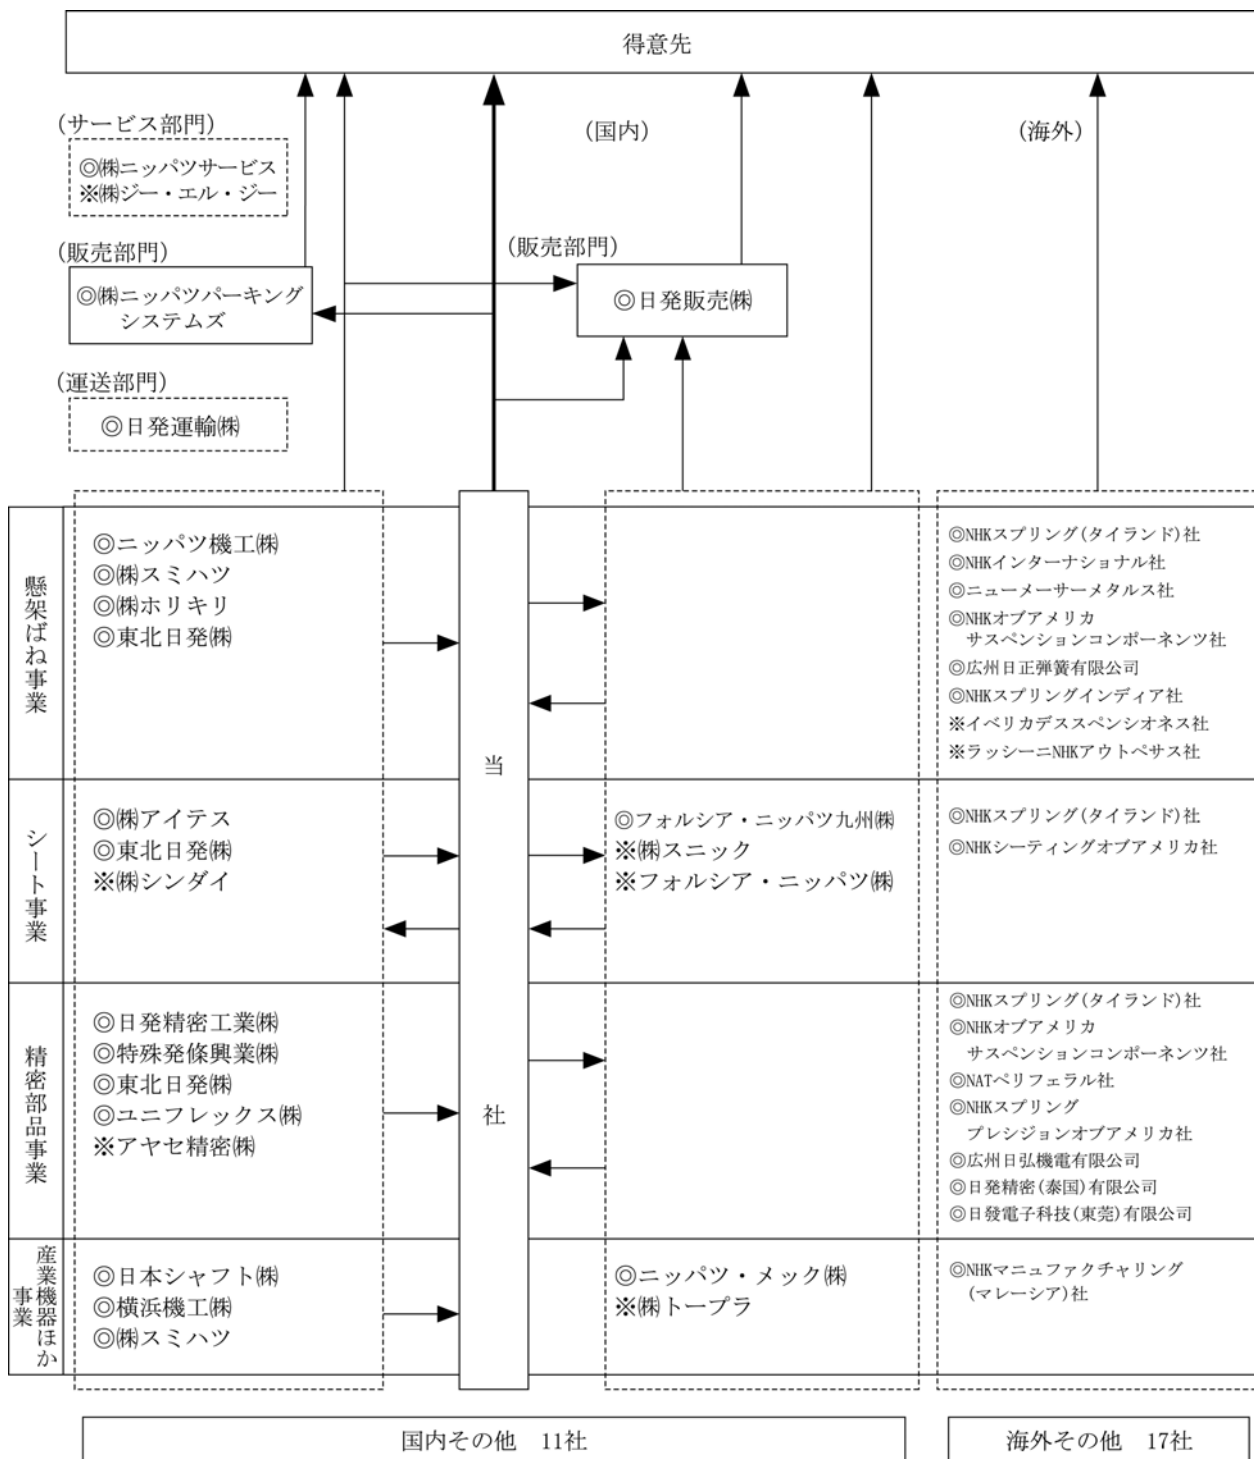 得意先
(サービス部門)
◎㈱ニッパツサービス
※㈱ジー・エル・ジー
(国内)
(海外)
(販売部門)
◎㈱ニッパツパーキング
システムズ
(販売部門)
◎日発販売㈱
(運送部門)
◎日発運輸㈱
当社
懸架ばね事業
◎ニッパツ機工㈱
◎㈱スミハツ
◎㈱ホリキリ
◎東北日発㈱
◎NHKスプリング(タイランド)社
◎NHKインターナショナル社
◎ニューメーサーメタルス社
◎NHKオブアメリカ
サスペンションコンポーネンツ社
◎広州日正弾簧有限公司
◎NHKスプリングインディア社
※イベリカデススペンシオネス社
※ラッシーニNHKアウトペサス社
シート事業
◎㈱アイテス
◎東北日発㈱
※㈱シンダイ
◎フォルシア・ニッパツ九州㈱
※㈱スニック
※フォルシア・ニッパツ㈱
◎NHKスプリング(タイランド)社
◎NHKシーティングオブアメリカ社
精密部品事業
◎日発精密工業㈱
◎特殊発條興業㈱
◎東北日発㈱
◎ユニフレックス㈱
※アヤセ精密㈱
◎NHKスプリング(タイランド)社
◎NHKオブアメリカ
サスペンションコンポーネンツ社
◎NATペリフェラル社
◎NHKスプリング
プレシジョンオブアメリカ社
◎広州日弘機電有限公司
◎日発精密(泰国)有限公司
◎日發電子科技(東莞)有限公司
産業機器ほか
事業
◎日本シャフト㈱
◎横浜機工㈱
◎㈱スミハツ
◎ニッパツ・メック㈱
※㈱トープラ
◎NHKマニュファクチャリング
(マレーシア)社
国内その他　11社
海外その他　17社